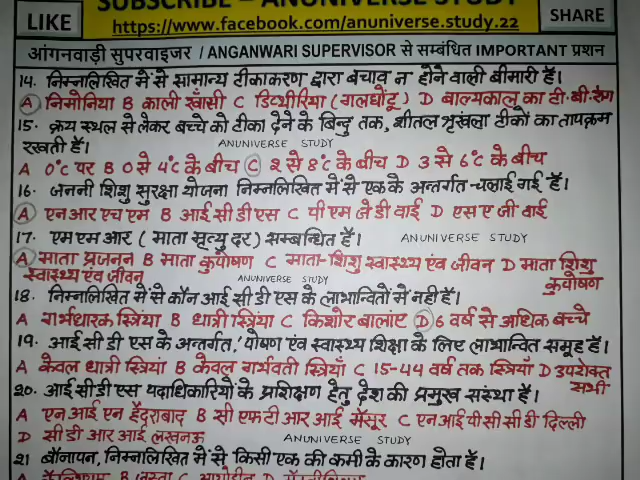 SUBSCRIBE - ANUNIVERSE STUDY
LIKE
https://www.facebook.com/anuniverse.study.22
SHARE
आंगनवाड़ी सुपरवाइजर / ANGANWARI SUPERVISOR से सम्बंधित IMPORTANT प्रशन
14. निम्नलिखित में से सामान्य टीकाकरण द्वारा बचाव न होने वाली बीमारी है।
A निमोनिया B काली खाँसी C डिप्थीरिया (गलघोंटू) D बाल्यकाल का टी.बी.रोग
15. क्रय स्थल से लेकर बच्चे को टीका देने के बिन्दु तक, शीतल श्रृंखला टीकों का तापक्रम
रखती है।
ANUNIVERSE STUDY
A 0°c पर B 0 से 4°c के बीच C 2 से 8°c के बीच D 3 से 6°c के बीच
16. जननी शिशु सुरक्षा योजना निम्नलिखित में से एक के अन्तर्गत चलाई गई है।
A एन आर एच एम B आई सी डी एस C पी एम जे डी वाई D एस ए जी वाई
17. एम एम आर (माता मृत्यु दर) सम्बन्धित है।
ANUNIVERSE STUDY
A माता प्रजनन B माता कुपोषण C माता-शिशु स्वास्थ्य एंव जीवन D माता शिशु
स्वास्थ्य एंव जीवन
कुपोषण
ANUNIVERSE STUDY
18. निम्नलिखित में से कौन आई सी डी एस के लाभान्वितों में नही है।
A गर्भधारक स्त्रियां B धात्री स्त्रियां C किशोर बालांए D 6 वर्ष से अधिक बच्चे
19. आई सी डी एस के अन्तर्गत, पोषण एंव स्वास्थ्य शिक्षा के लिए लाभान्वित समूह है।
A केवल धात्री स्त्रियां B केवल गर्भवती स्त्रियाँ C 15-44 वर्ष तक स्त्रियाँ D उपरोक्त
सभी
20. आई सी डी एस पदाधिकारियों के प्रशिक्षण हेतु देश की प्रमुख संस्था है।
A एन आई एन हैदराबाद B सी एफ टी आर आई मैसूर C एन आई पी सी सी डी दिल्ली
D सी डी आर आई लखनऊ
ANUNIVERSE STUDY
21 बौनापन, निम्नलिखित में से किसी एक की कमी के कारण होता है।